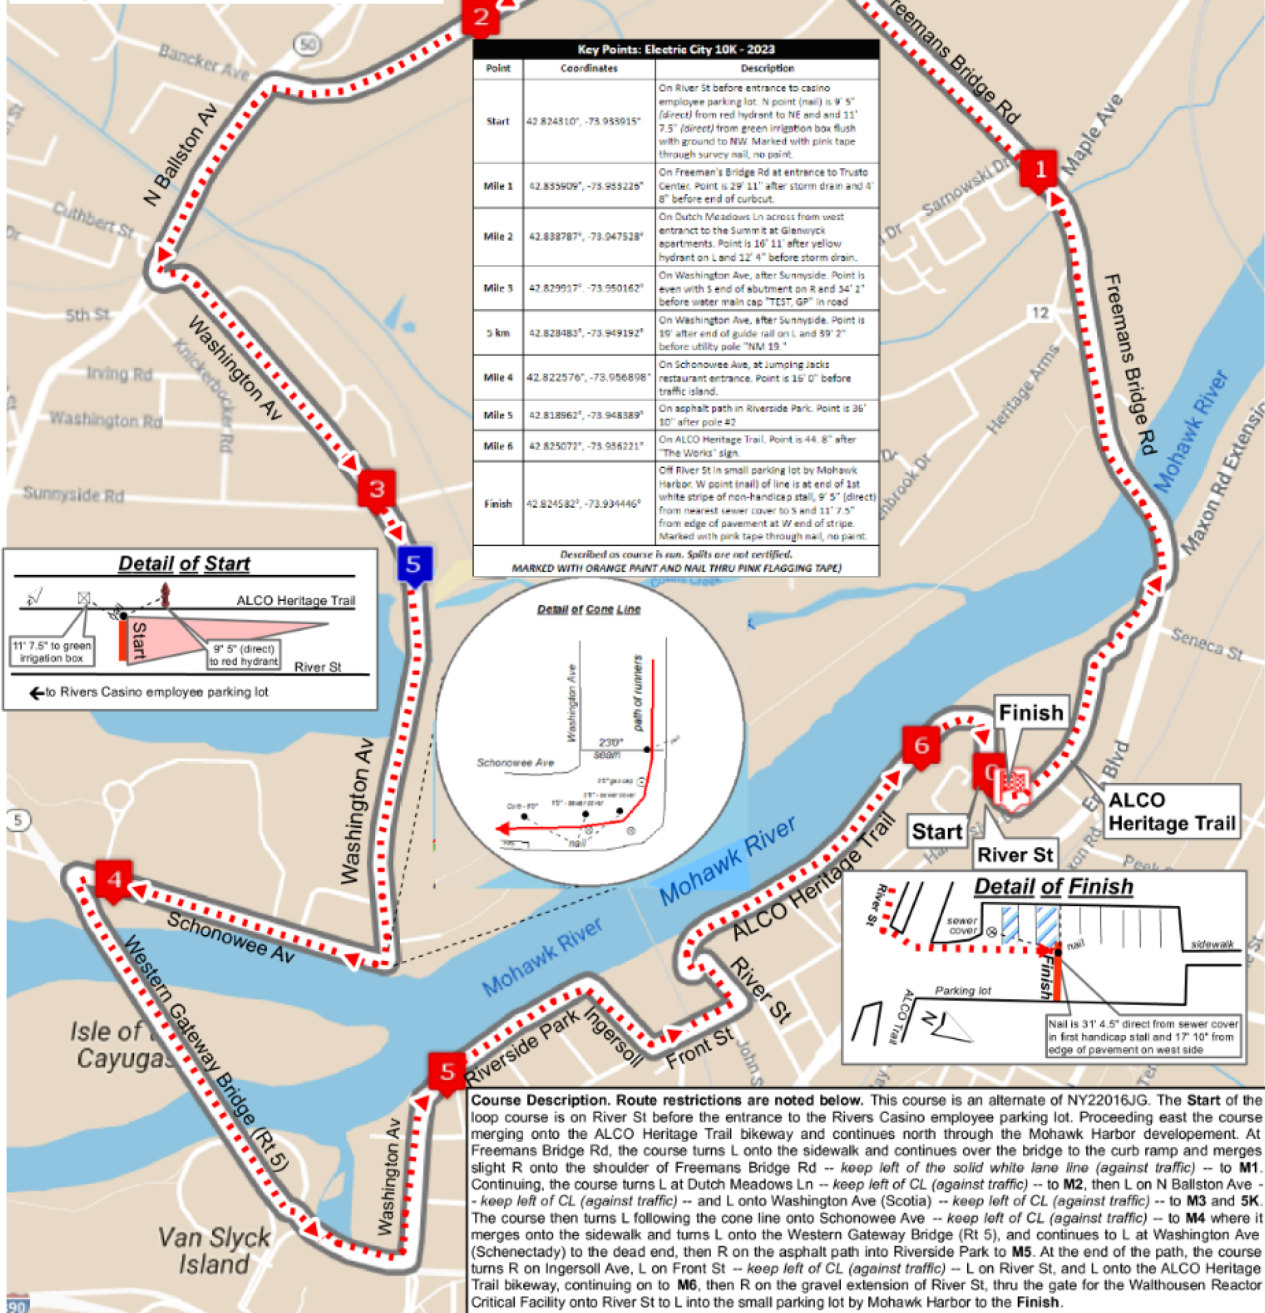 2
50
Bancker Ave
N Ballston Av
Cuthbert St
Dr
5th St
Irving Rd
Knickerbocker Rd
Washington Rd
Washington Av
Sunnyside Rd
3
5
Freemans Bridge Rd
1
Maple Ave
Sarnowski Dr
Dr
12
Heritage Arms
Freemans Bridge Rd
Mohawk River
Maxon Rd Extension
Seneca St
Key Points: Electric City 10K - 2023
Point Coordinates Description
Start 42.824310°, -73.933915° On River St before entrance to casino
employee parking lot. N point (nail) is 9' 5"
(direct) from red hydrant to NE and and 11'
7.5" (direct) from green irrigation box flush
with ground to NW. Marked with pink tape
through survey nail, no paint.
Mile 1 On Freeman's Bridge Rd at entrance to Trusto
Center. Point is 29' 11" after storm drain and 4'
8" before end of curbcut.
Mile 2 42.838787°, -73.947528° On Dutch Meadows Ln across from west
entranct to the Summit at Glenwyck
apartments. Point is 16' 11' after yellow
hydrant on L and 12' 4" before storm drain.
Mile 3 42.829917°, -73.950162° On Washington Ave, after Sunnyside. Point is
even with S end of abutment on R and 34' 2"
before water main cap "TEST, GP" in road
5 km 42.828483°, -73.949192° On Washington Ave, after Sunnyside. Point is
19' after end of guide rail on L and 39' 2"
before utility pole "NM 19."
Mile 4 42.822576°, -73.956898° On Schonowee Ave, at Jumping Jacks
restaurant entrance. Point is 16' 0" before
traffic island.
Mile 5 42.818962°, -73.948389° On asphalt path in Riverside Park. Point is 36'
10" after pole #2
Mile 6 42.825072°, -73.936221° On ALCO Heritage Trail. Point is 44. 8" after
"The Works" sign.
Finish 42.824582°, -73.934446° Off River St in small parking lot by Mohawk
Harbor. W point (nail) of line is at end of 1st
white stripe of non-handicap stall, 9' 5" (direct)
from nearest sewer cover to S and 11' 7.5"
from edge of pavement at W end of stripe.
Marked with pink tape through nail, no paint.
Described as course is run. Splits are not certified.
MARKED WITH ORANGE PAINT AND NAIL THRU PINK FLAGGING TAPE)
Detail of Start
ALCO Heritage Trail
11' 7.5" to green
irrigation box
Start
9" 5" (direct)
to red hydrant
River St
to Rivers Casino employee parking lot
Detail of Cone Line
Washington Ave
path of runners
nail
Schonowee Ave
23'0"
seam
nail
Washington Av
5
4
Schonowee Av
Western Gateway Bridge (Rt 5)
Isle of
Cayugas
Van Slyck
Island
90
Washington Av
5
Riverside Park
Ingersoll
Front St
River St
John S
Mohawk River
Mohawk River
ALCO Heritage Trail
6
0
Finish
Start
River St
ALCO
Heritage Trail
Blvd
Detail of Finish
River St
sewer
cover
nail
sidewalk
Finish
Parking lot
ALCO Trail
N
Nail is 31' 4.5" direct from sewer cover
in first handicap stall and 17' 10" from
edge of pavement on west side
Course Description. Route restrictions are noted below. This course is an alternate of NY22016JG. The Start of the
loop course is on River St before the entrance to the Rivers Casino employee parking lot. Proceeding east the course
merging onto the ALCO Heritage Trail bikeway and continues north through the Mohawk Harbor developement. At
Freemans Bridge Rd, the course turns L onto the sidewalk and continues over the bridge to the curb ramp and merges
slight R onto the shoulder of Freemans Bridge Rd -- keep left of the solid white lane line (against traffic) -- to M1.
Continuing, the course turns L at Dutch Meadows Ln -- keep left of CL (against traffic) -- to M2, then L on N Ballston Ave -
- keep left of CL (against traffic) -- and L onto Washington Ave (Scotia) -- keep left of CL (against traffic) -- to M3 and 5K.
The course then turns L following the cone line onto Schonowee Ave -- keep left of CL (against traffic) -- to M4 where it
merges onto the sidewalk and turns L onto the Western Gateway Bridge (Rt 5), and continues to L at Washington Ave
(Schenectady) to the dead end, then R on the asphalt path into Riverside Park to M5. At the end of the path, the course
turns R on Ingersoll Ave, L on Front St -- keep left of CL (against traffic) -- L on River St, and L onto the ALCO Heritage
Trail bikeway, continuing on to M6, then R on the gravel extension of River St, thru the gate for the Walthousen Reactor
Critical Facility onto River St to L into the small parking lot by Mohawk Harbor to the Finish.